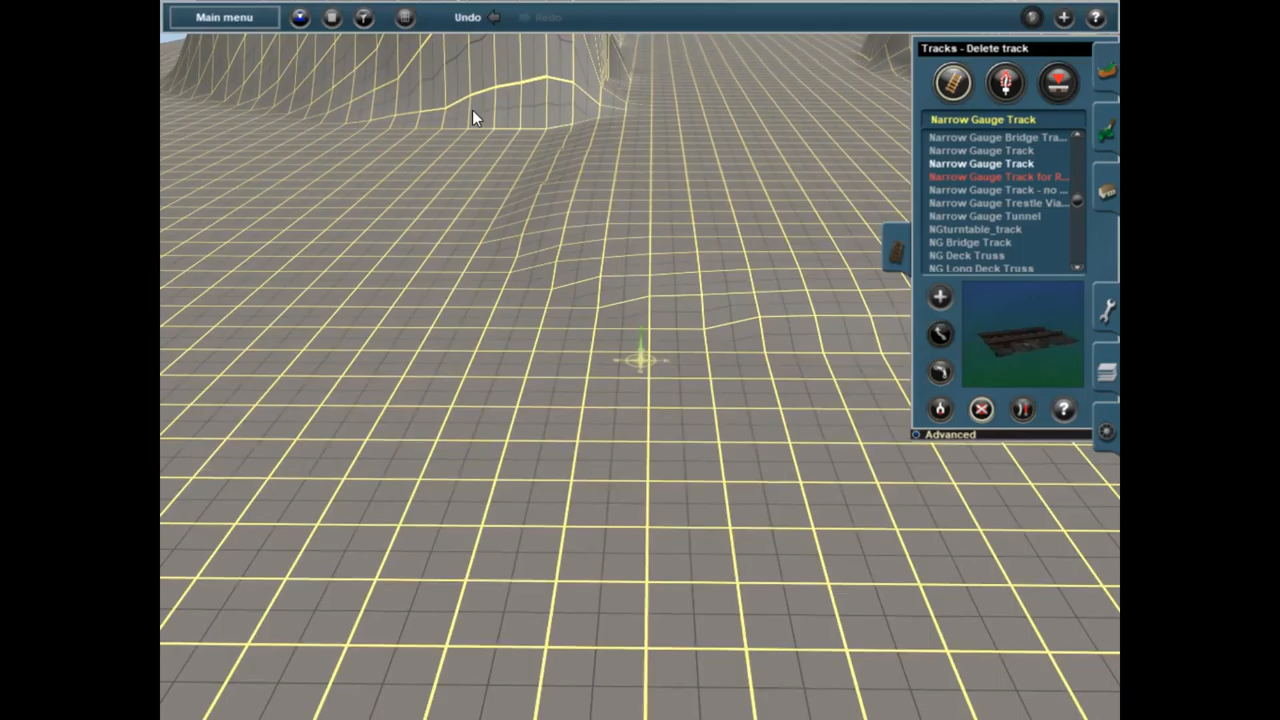 Main menu
Undo
Redo
?
Tracks - Delete track
Narrow Gauge Track
Narrow Gauge Bridge Tra...
Narrow Gauge Track
Narrow Gauge Track
Narrow Gauge Track for R...
Narrow Gauge Track - no ...
Narrow Gauge Trestle Via...
Narrow Gauge Tunnel
NGturntable_track
NG Bridge Track
NG Deck Truss
NG Long Deck Truss
?
Advanced